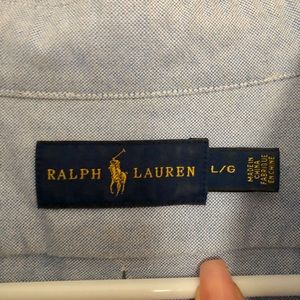 RALPH LAUREN
L/G
MADE IN
CHINA
FABRIQUÉ
EN CHINE